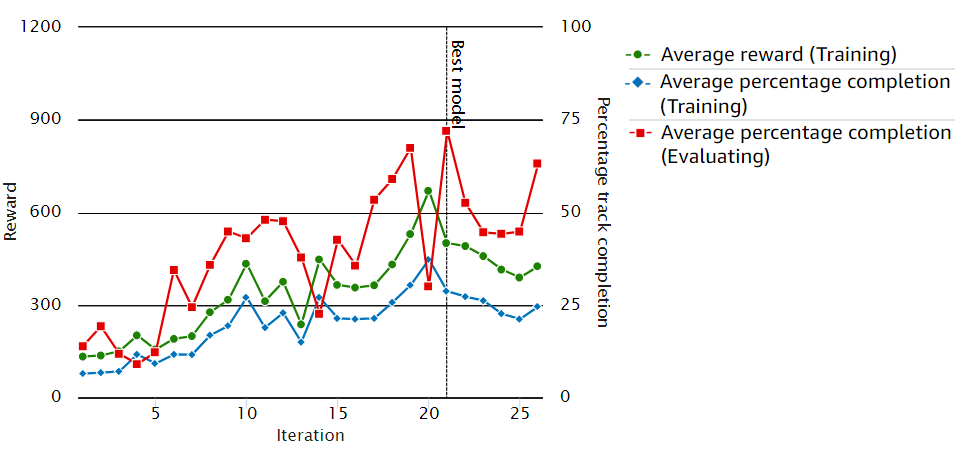 1200
900
600
300
0
Reward
5
10
15
20
25
Iteration
100
75
50
25
0
Percentage track completion
Best model
Average reward (Training)
Average percentage completion
(Training)
Average percentage completion
(Evaluating)